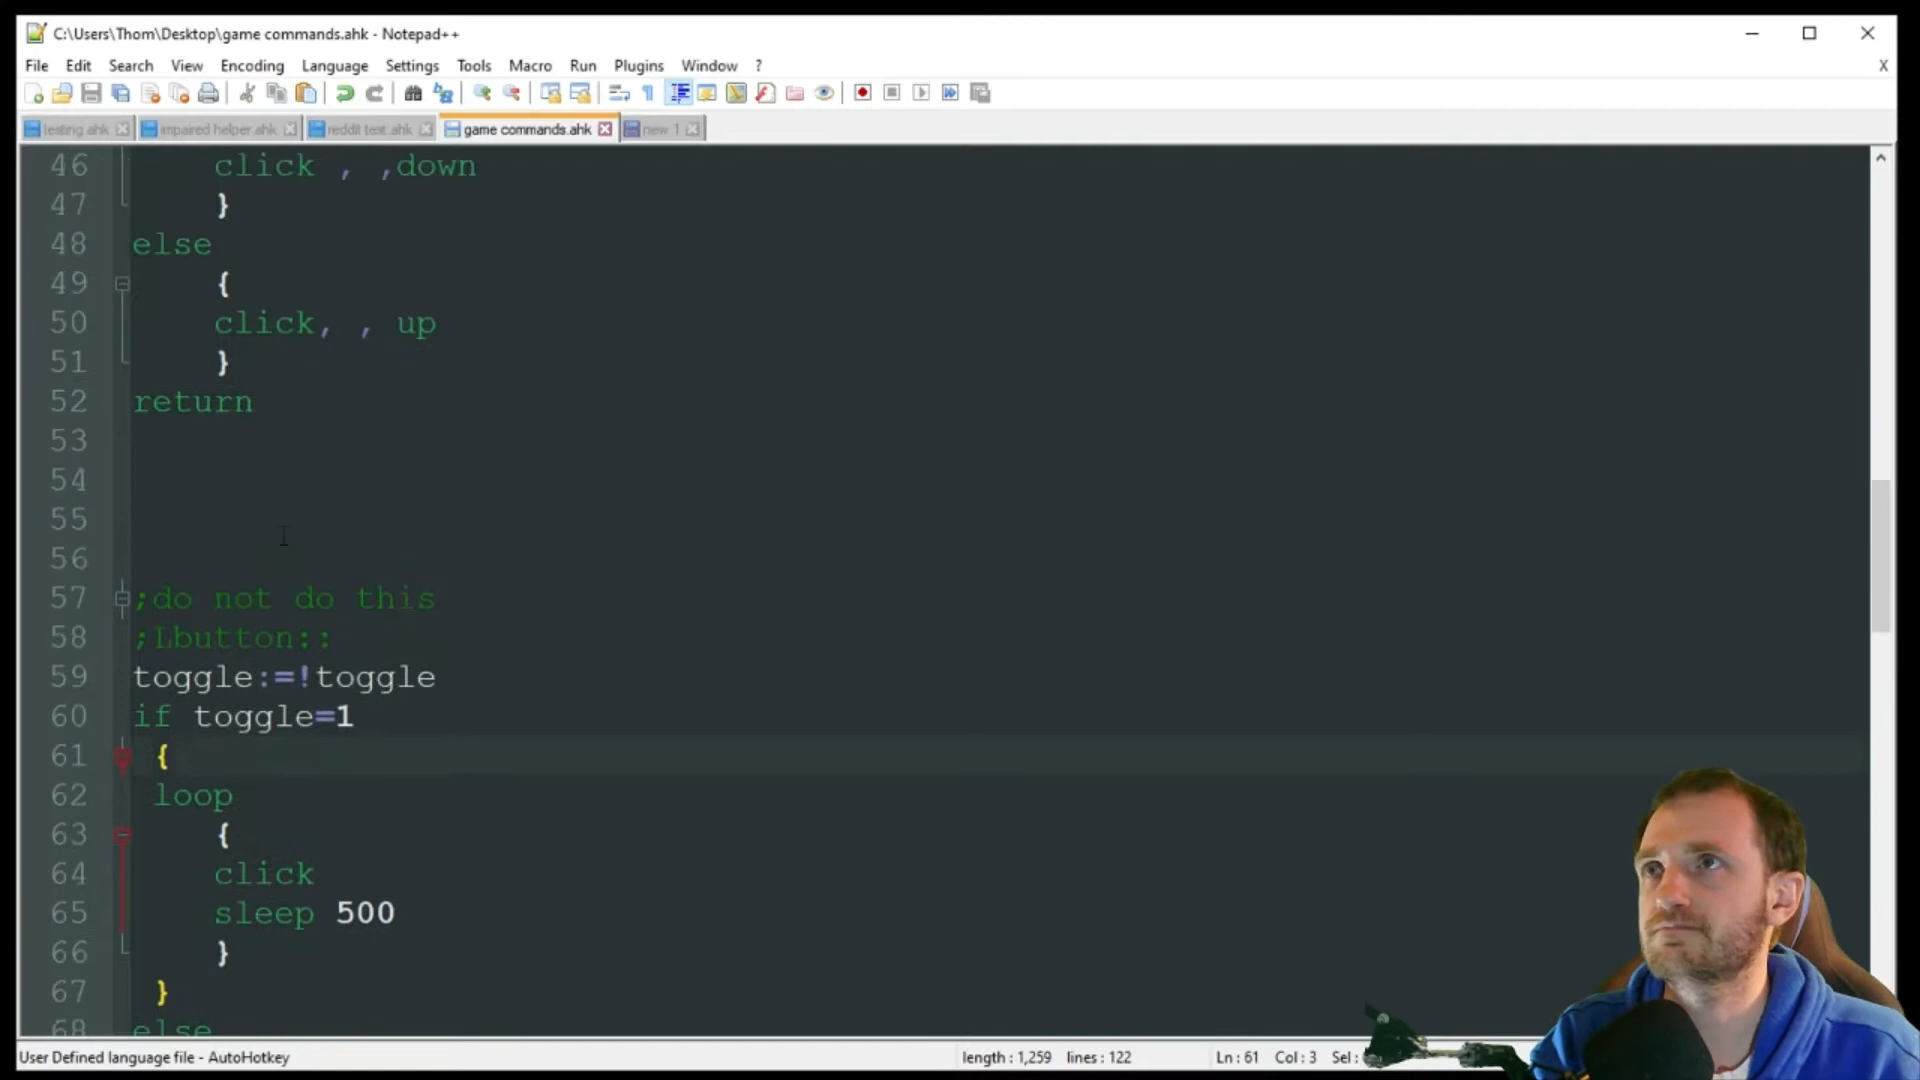 C:\Users\Thom\Desktop\game commands.ahk - Notepad++
File Edit Search View Encoding Language Settings Tools Macro Run Plugins Window ? X
testing.ahk impaired helper.ahk reddit test.ahk game commands.ahk new 1
46 click , ,down
47 }
48 else
49 {
50 click, , up
51 }
52 return
53
54
55
56
57 ;do not do this
58 ;Lbutton::
59 toggle:=!toggle
60 if toggle=1
61 {
62 loop
63 {
64 click
65 sleep 500
66 }
67 }
68 else
User Defined language file - AutoHotkey length : 1,259 lines : 122 Ln : 61 Col : 3 Sel :